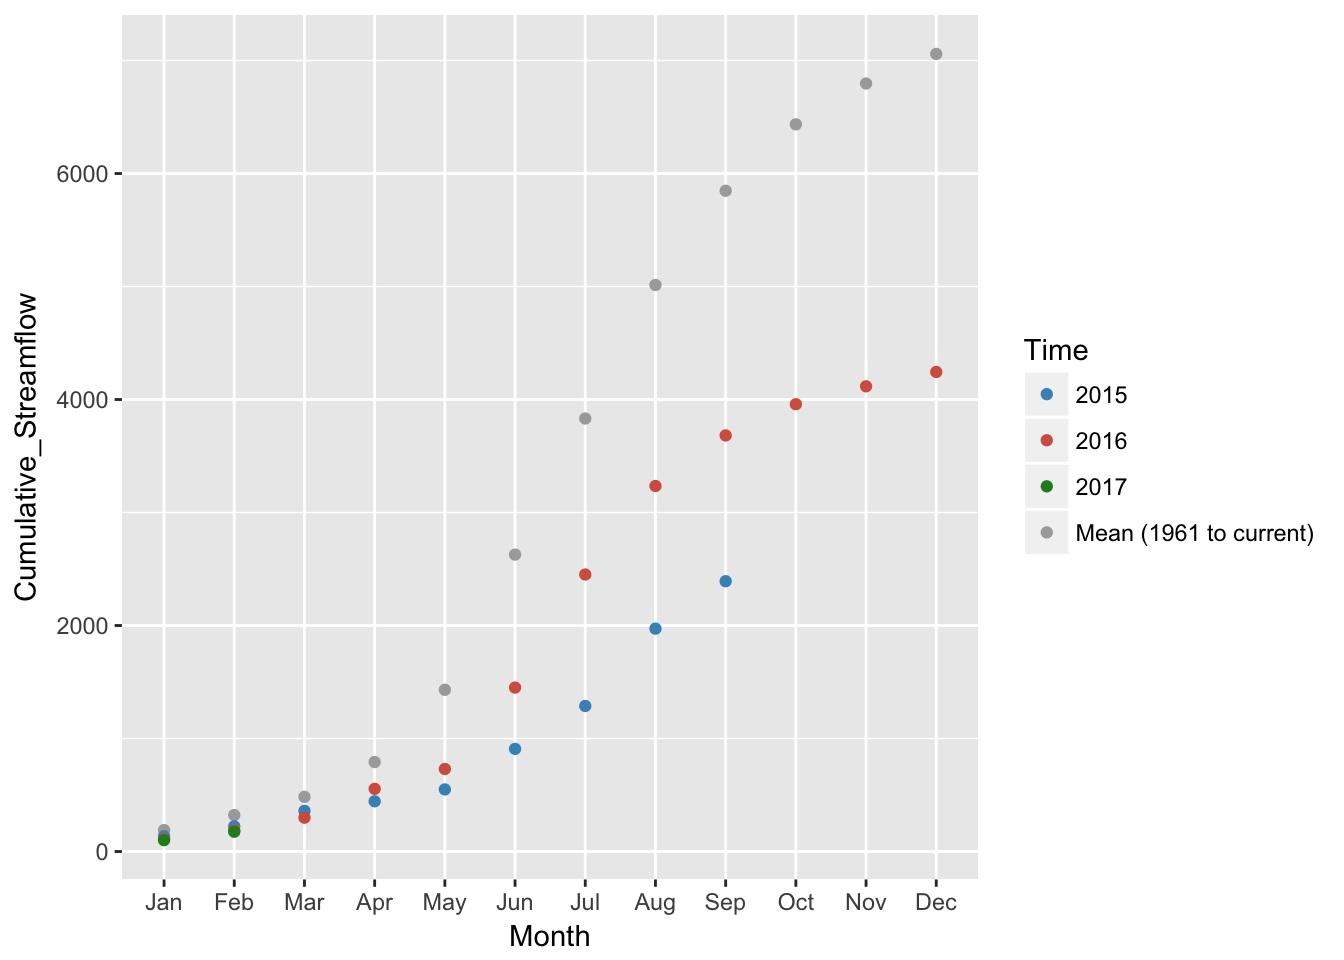 6000
4000
2000
0
Cumulative_Streamflow
Jan Feb Mar Apr May Jun Jul Aug Sep Oct Nov Dec
Month
Time
2015
2016
2017
Mean (1961 to current)